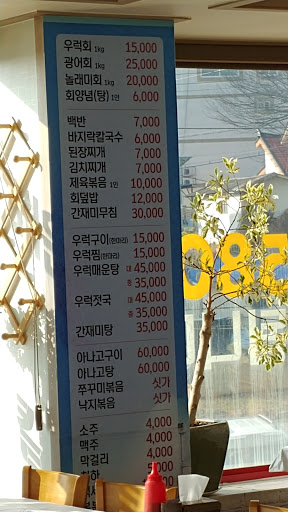 우럭회 1kg 15,000
광어회 1kg 25,000
놀래미회 1kg 20,000
회양념(탕) 1인 6,000
백반 7,000
바지락칼국수 6,000
된장찌개 7,000
김치찌개 7,000
제육볶음 1인 10,000
회덮밥 12,000
간재미무침 30,000
우럭구이(한마리) 15,000
우럭찜(한마리) 15,000
우럭매운탕 대 45,000
중 35,000
우럭젓국 대 45,000
중 35,000
간재미탕 35,000
아나고구이 60,000
아나고탕 60,000
쭈꾸미볶음 싯가
낙지볶음 싯가
소주 4,000
맥주 4,000
막걸리 4,000
80